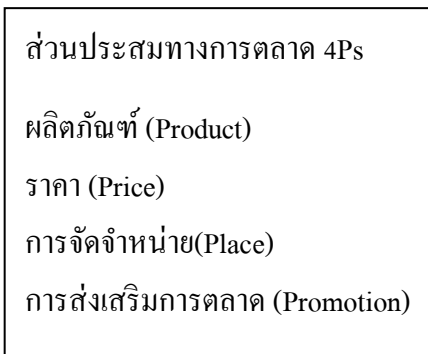 ส่วนประสมทางการตลาด 4Ps
ผลิตภัณฑ์ (Product)
ราคา (Price)
การจัดจำหน่าย(Place)
การส่งเสริมการตลาด (Promotion)